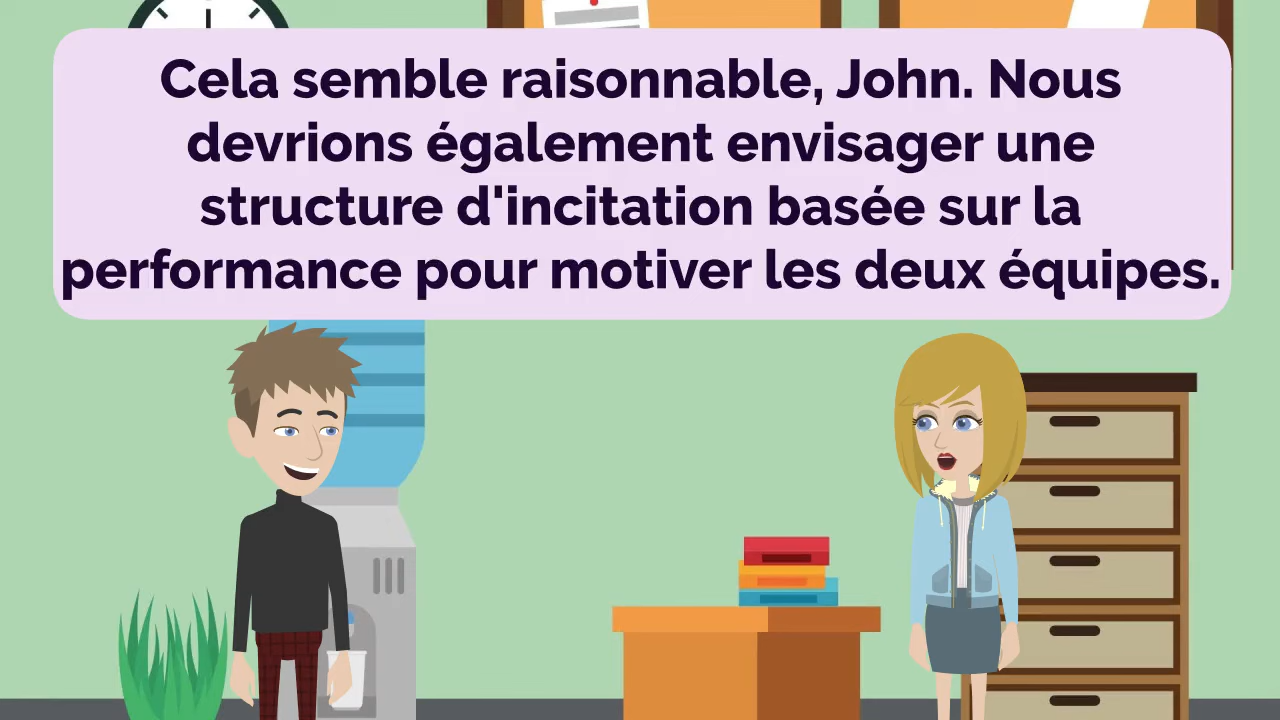 Cela semble raisonnable, John. Nous
devrions également envisager une
structure d'incitation basée sur la
performance pour motiver les deux équipes.